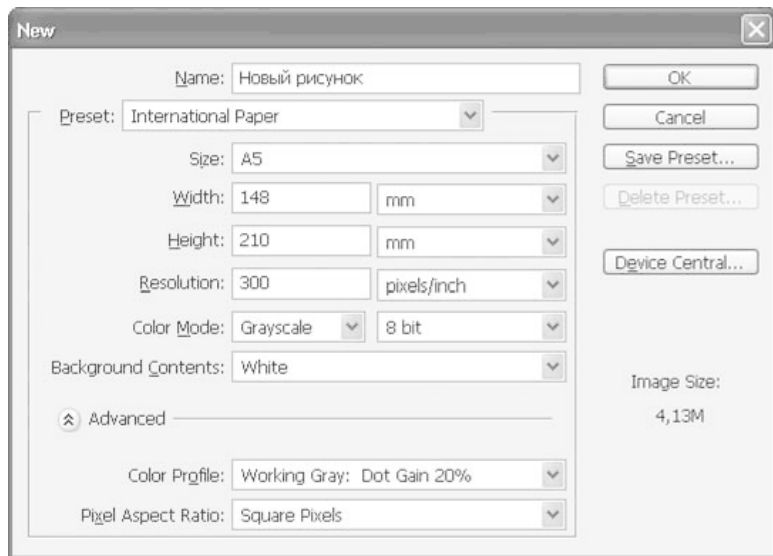 New
Name: Новый рисунок
OK
Preset: International Paper
Cancel
Size: A5
Save Preset...
Width: 148 mm
Delete Preset...
Height: 210 mm
Device Central...
Resolution: 300 pixels/inch
Color Mode: Grayscale 8 bit
Background Contents: White
Image Size:
4,13M
Advanced
Color Profile: Working Gray: Dot Gain 20%
Pixel Aspect Ratio: Square Pixels